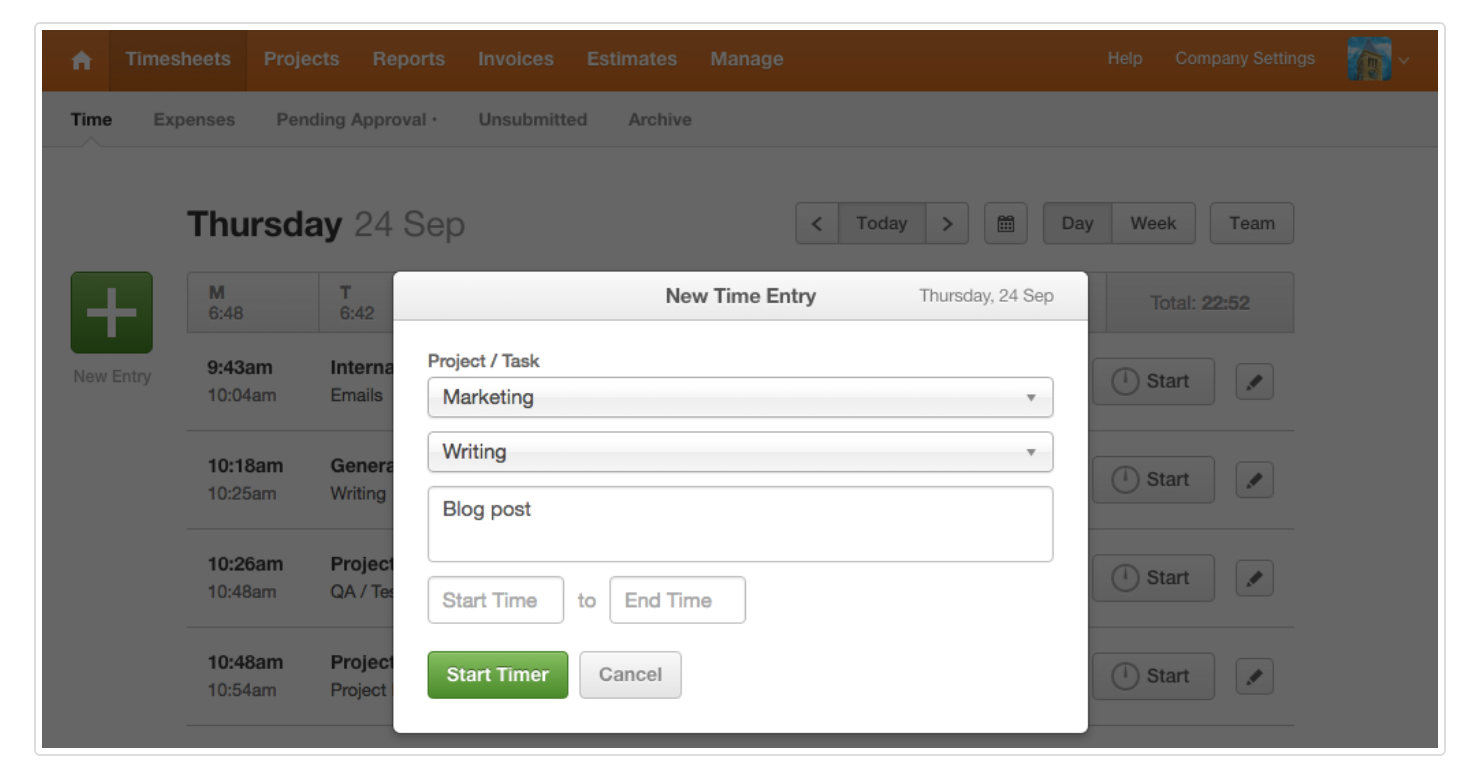 Timesheets Projects Reports Invoices Estimates Manage Help Company Settings
Time Expenses Pending Approval · Unsubmitted Archive
Thursday 24 Sep
Today Day Week Team
M T
6:48 6:42
Total: 22:52
New Entry
9:43am
10:04am Emails
Start
10:18am
10:25am Writing
Start
10:26am Project
10:48am QA /
Start
10:48am Project
10:54am Project
Start
New Time Entry Thursday, 24 Sep
Project / Task
Marketing
Writing
Blog post
Start Time to End Time
Start Timer Cancel